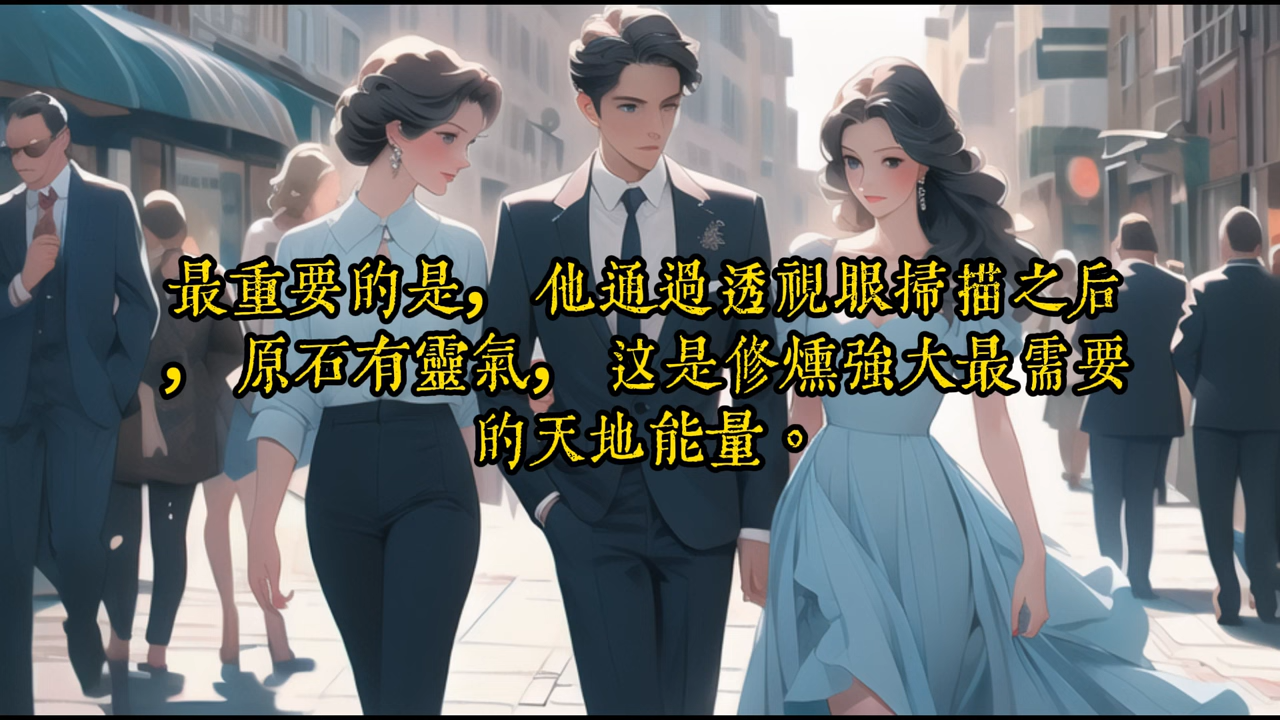 最重要的是, 他通過透視眼掃描之后
, 原石有靈氣, 这是修燻強大最需要
的天地能量。